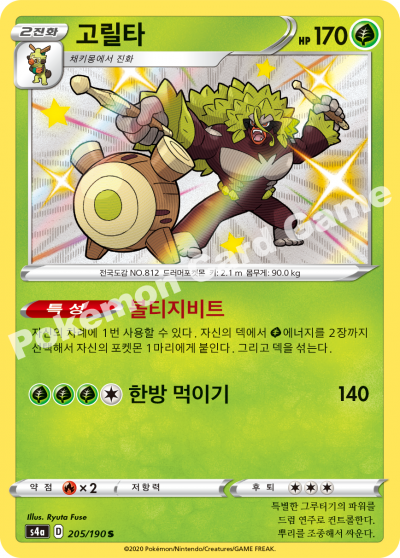 2진화
고릴타
HP 170
채키몽에서 진화
전국도감 NO.812 드러머포켓몬 키: 2.1 m 몸무게: 90.0 kg
특성 볼티지비트
자신의 차례에 1번 사용할 수 있다. 자신의 덱에서 에너지를 2장까지
선택해서 자신의 포켓몬 1마리에게 붙인다. 그리고 덱을 섞는다.
한방 먹이기 140
약점 ×2 저항력 후퇴
Illus. Ryuta Fuse
s4a D 205/190 S
특별한 그루터기의 파워를
드럼 연주로 컨트롤한다.
뿌리를 조종해서 싸운다.
©2020 Pokémon/Nintendo/Creatures/GAME FREAK.
Pokémon Card Game